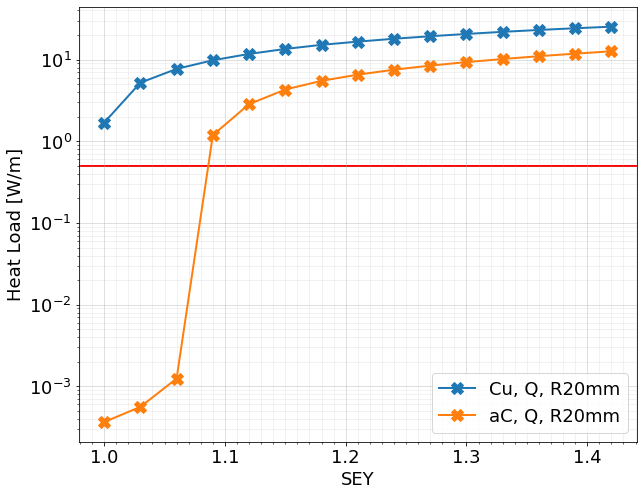 Heat Load [W/m]
10¹
10⁰
10⁻¹
10⁻²
10⁻³
Cu, Q, R20mm
aC, Q, R20mm
1.0 1.1 1.2 1.3 1.4
SEY